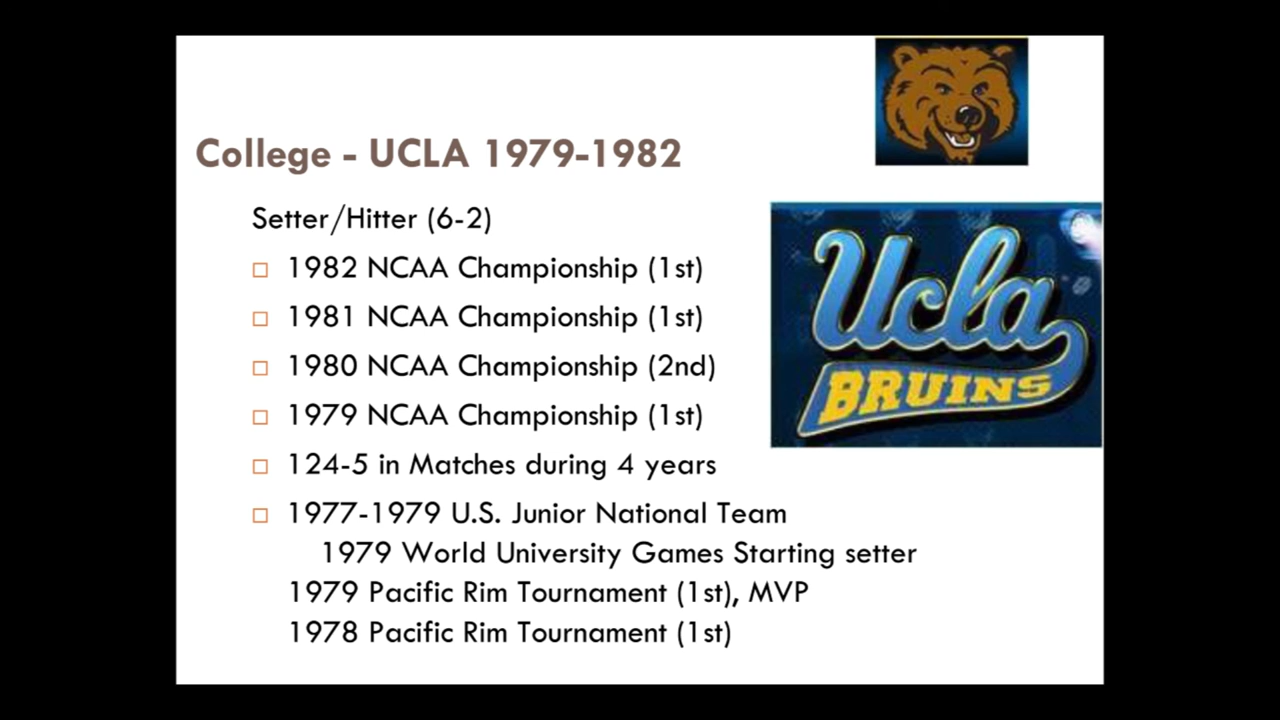 College - UCLA 1979-1982
Setter/Hitter (6-2)
1982 NCAA Championship (1st)
1981 NCAA Championship (1st)
1980 NCAA Championship (2nd)
1979 NCAA Championship (1st)
124-5 in Matches during 4 years
1977-1979 U.S. Junior National Team
1979 World University Games Starting setter
1979 Pacific Rim Tournament (1st), MVP
1978 Pacific Rim Tournament (1st)
Ucla
BRUINS